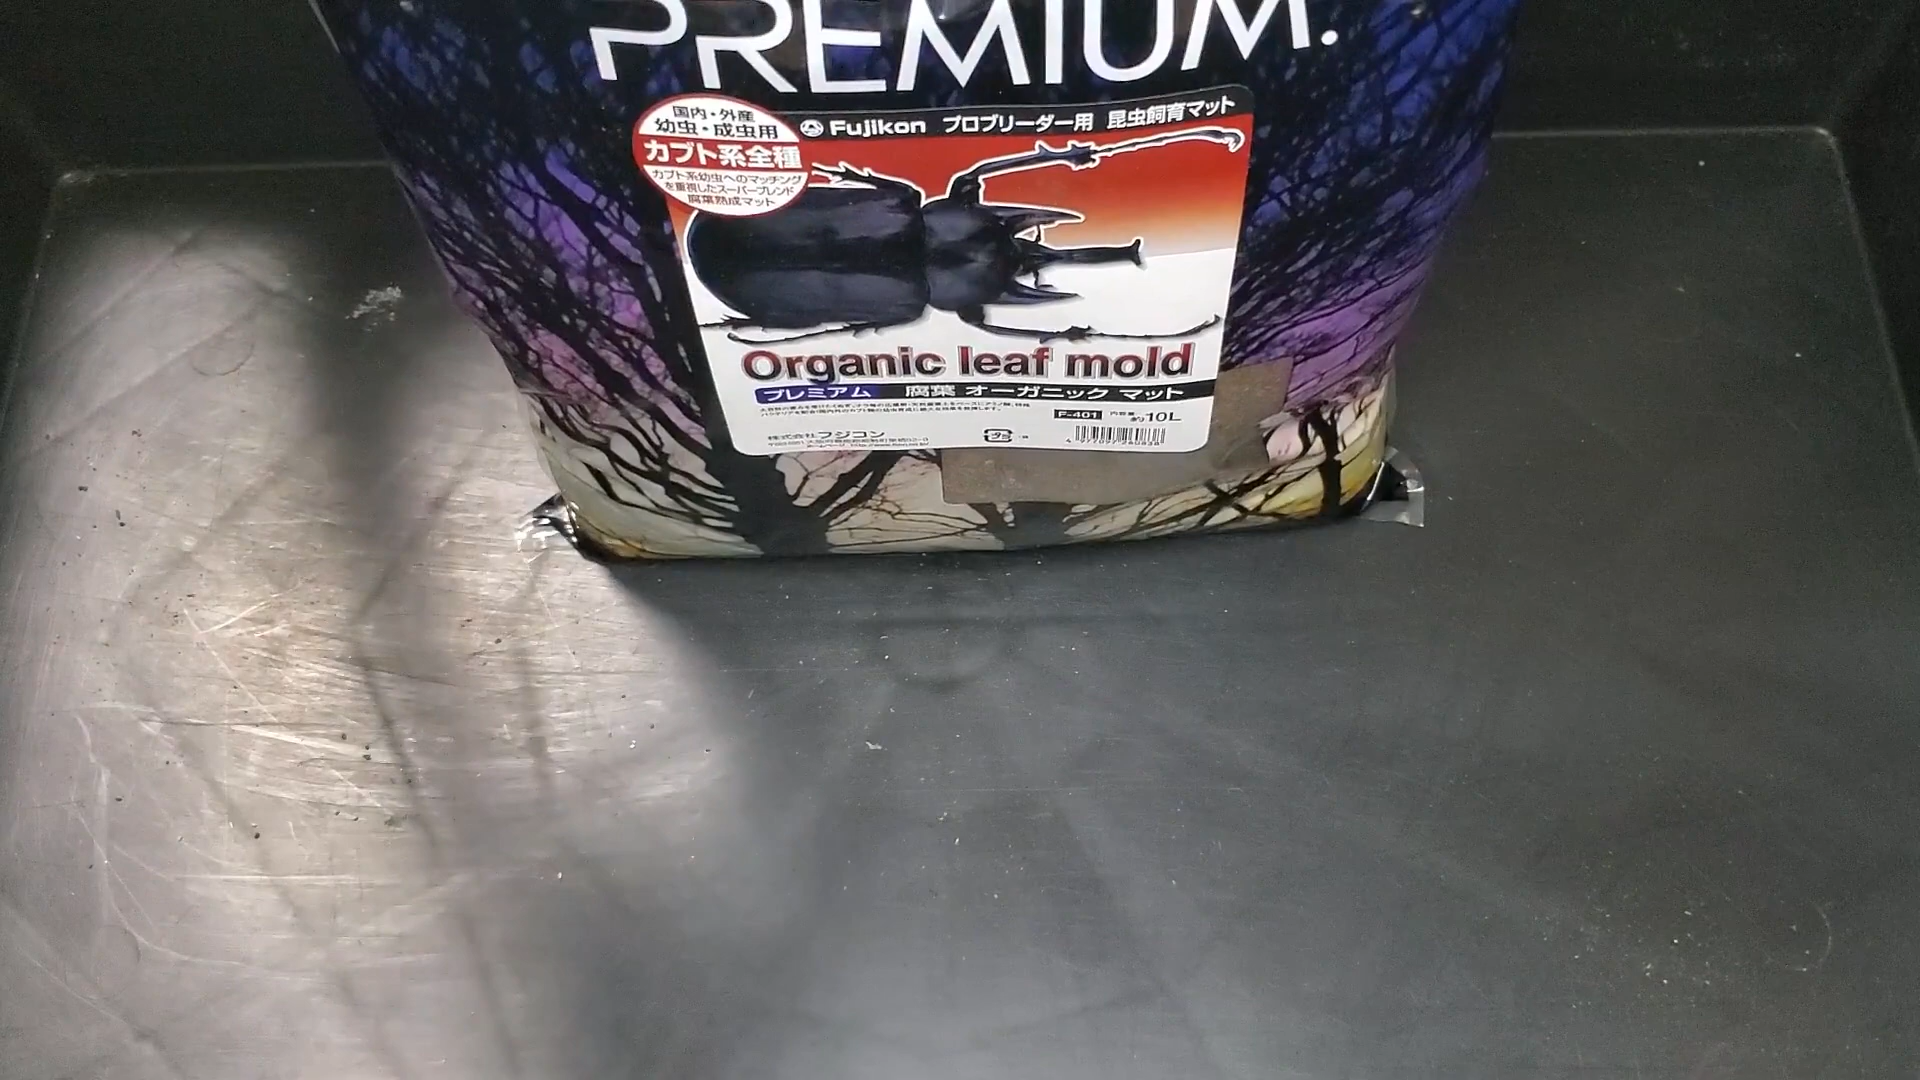 PREMIUM.
国内・外産
幼虫・成虫用
カブト系全種
カブト系幼虫へのマッチング
を重視したスーパーブレンド
腐葉熟成マット
Fujikon プロブリーダー用 昆虫飼育マット
Organic leaf mold
プレミアム 腐葉 オーガニック マット
F-401 内容量 約10L
株式会社フジコン
プラ